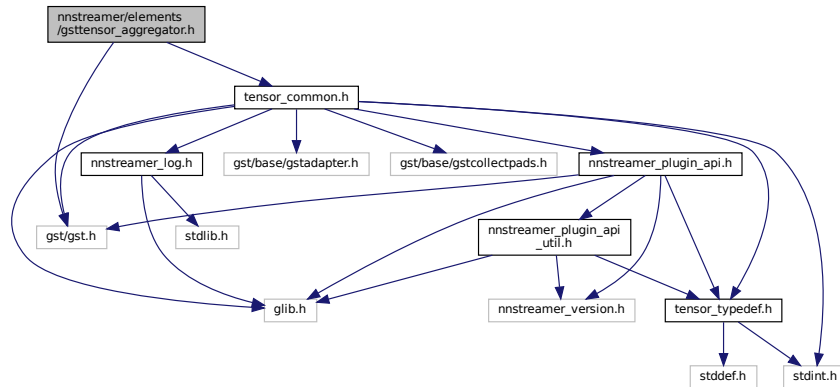 nnstreamer/elements
/gsttensor_aggregator.h
tensor_common.h
nnstreamer_log.h
gst/base/gstadapter.h
gst/base/gstcollectpads.h
nnstreamer_plugin_api.h
gst/gst.h
stdlib.h
nnstreamer_plugin_api
_util.h
glib.h
nnstreamer_version.h
tensor_typedef.h
stddef.h
stdint.h